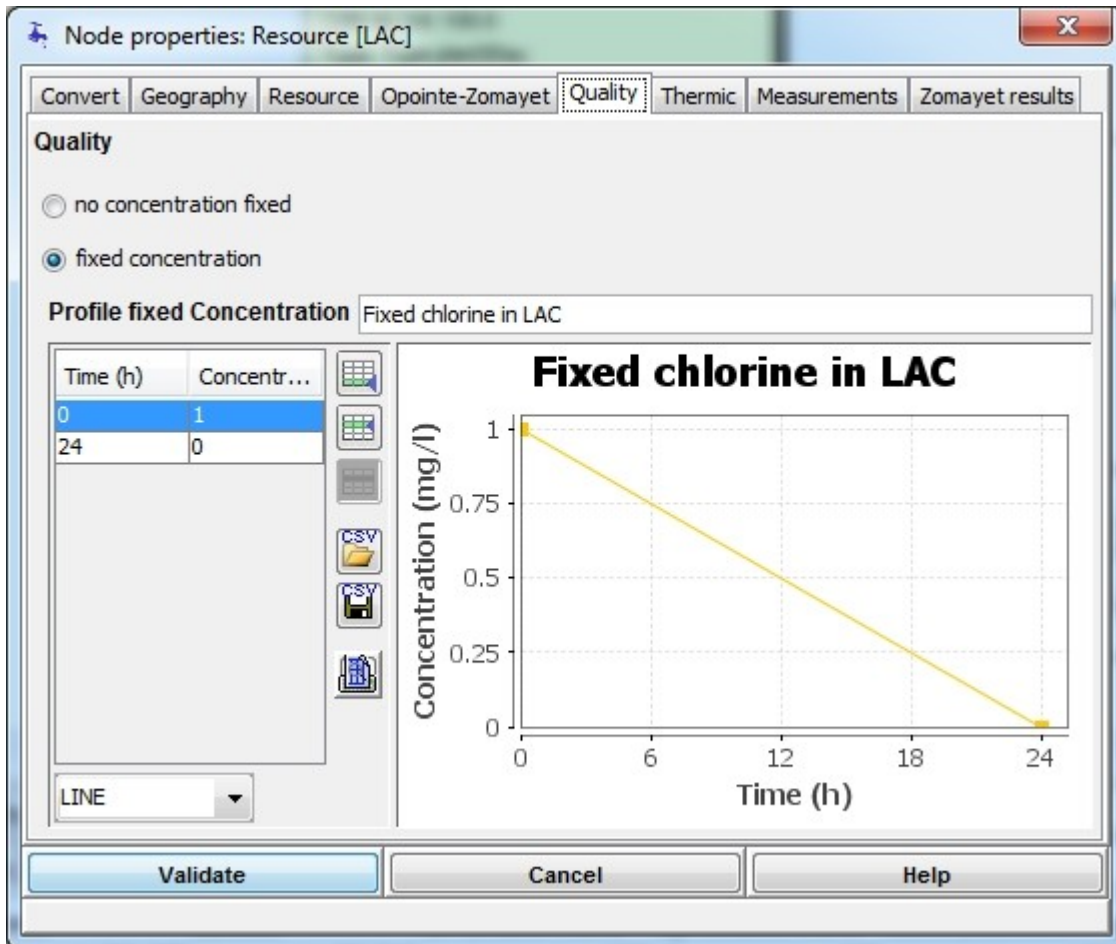 Node properties: Resource [LAC]
Convert Geography Resource Opointe-Zomayet Quality Thermic Measurements Zomayet results
Quality
no concentration fixed
fixed concentration
Profile fixed Concentration Fixed chlorine in LAC
Time (h) Concentr...
0 1
24 0
CSV
CSV
LINE
Fixed chlorine in LAC
Concentration (mg/l)
1
0.75
0.5
0.25
0
0 6 12 18 24
Time (h)
Validate Cancel Help